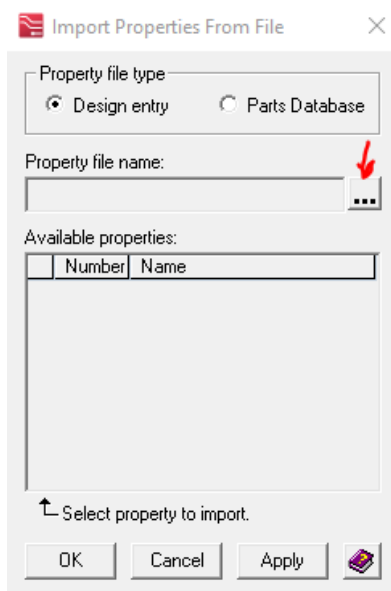 Import Properties From File
Property file type
Design entry Parts Database
Property file name:
...
Available properties:
Number Name
Select property to import.
OK Cancel Apply